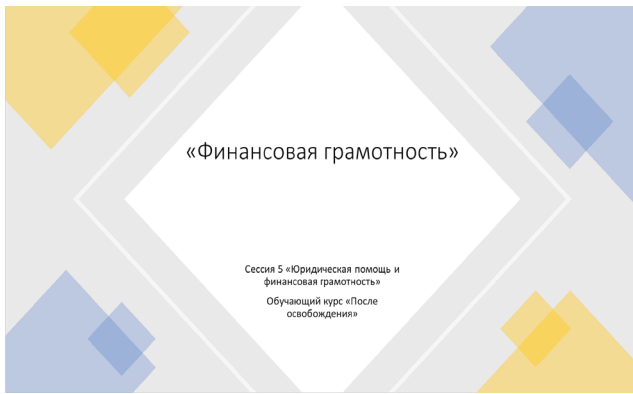 «Финансовая грамотность»
Сессия 5 «Юридическая помощь и
финансовая грамотность»
Обучающий курс «После
освобождения»